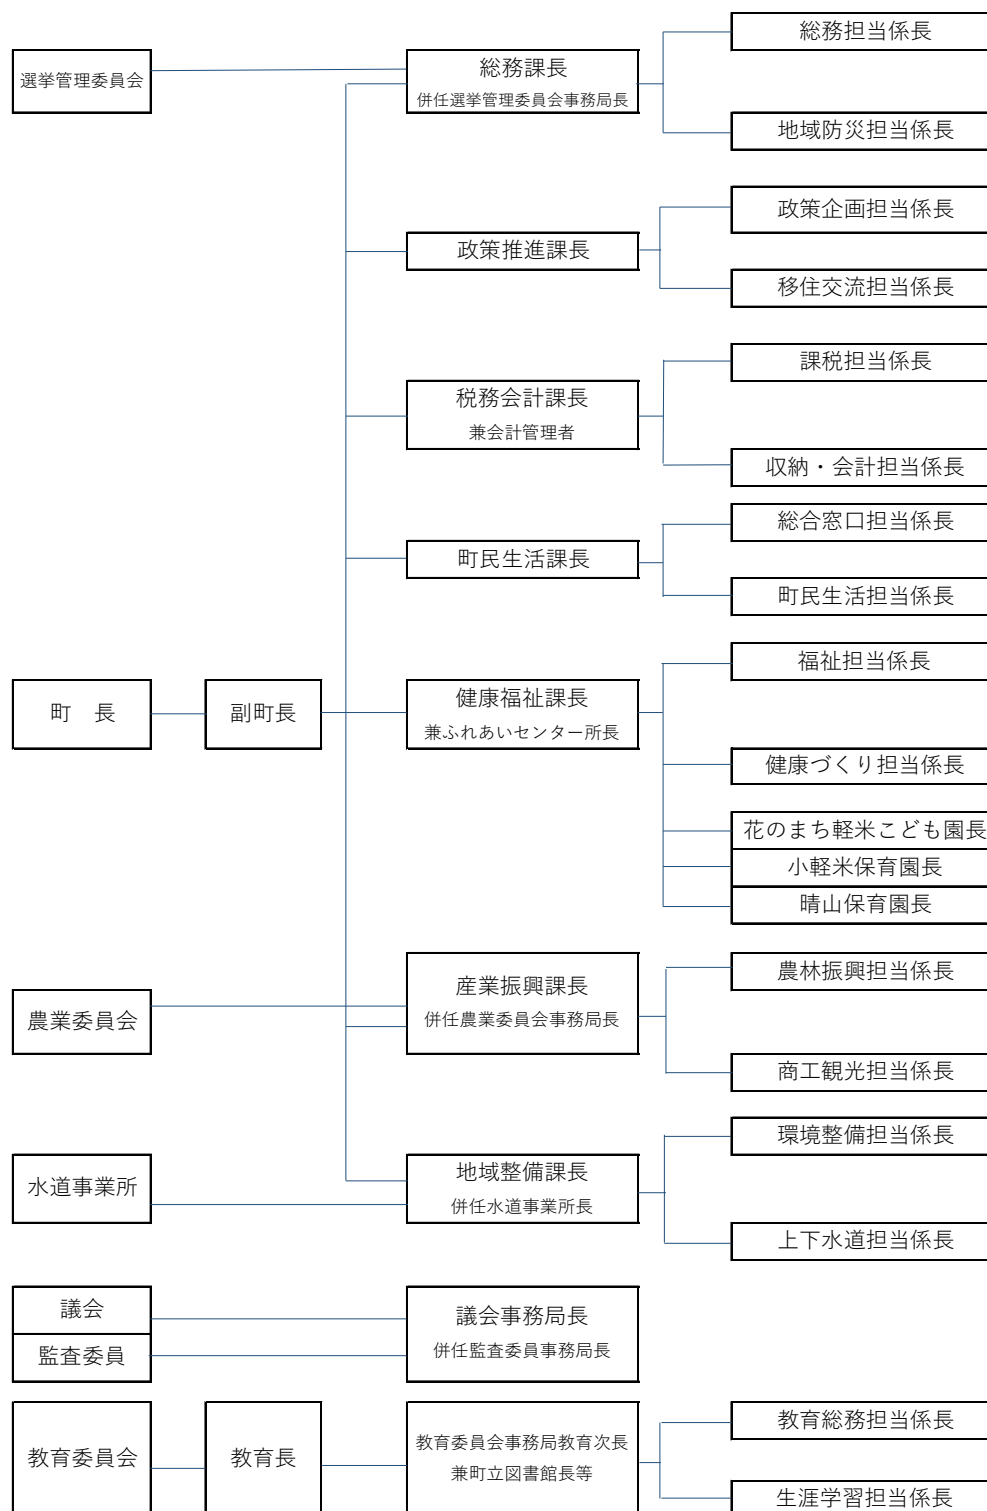 選挙管理委員会
総務課長
併任選挙管理委員会事務局長
総務担当係長
地域防災担当係長
政策推進課長
政策企画担当係長
移住交流担当係長
税務会計課長
兼会計管理者
課税担当係長
収納・会計担当係長
町民生活課長
総合窓口担当係長
町民生活担当係長
町　長
副町長
健康福祉課長
兼ふれあいセンター所長
福祉担当係長
健康づくり担当係長
花のまち軽米こども園長
小軽米保育園長
晴山保育園長
農業委員会
産業振興課長
併任農業委員会事務局長
農林振興担当係長
商工観光担当係長
水道事業所
地域整備課長
併任水道事業所長
環境整備担当係長
上下水道担当係長
議会
監査委員
議会事務局長
併任監査委員事務局長
教育委員会
教育長
教育委員会事務局教育次長
兼町立図書館長等
教育総務担当係長
生涯学習担当係長